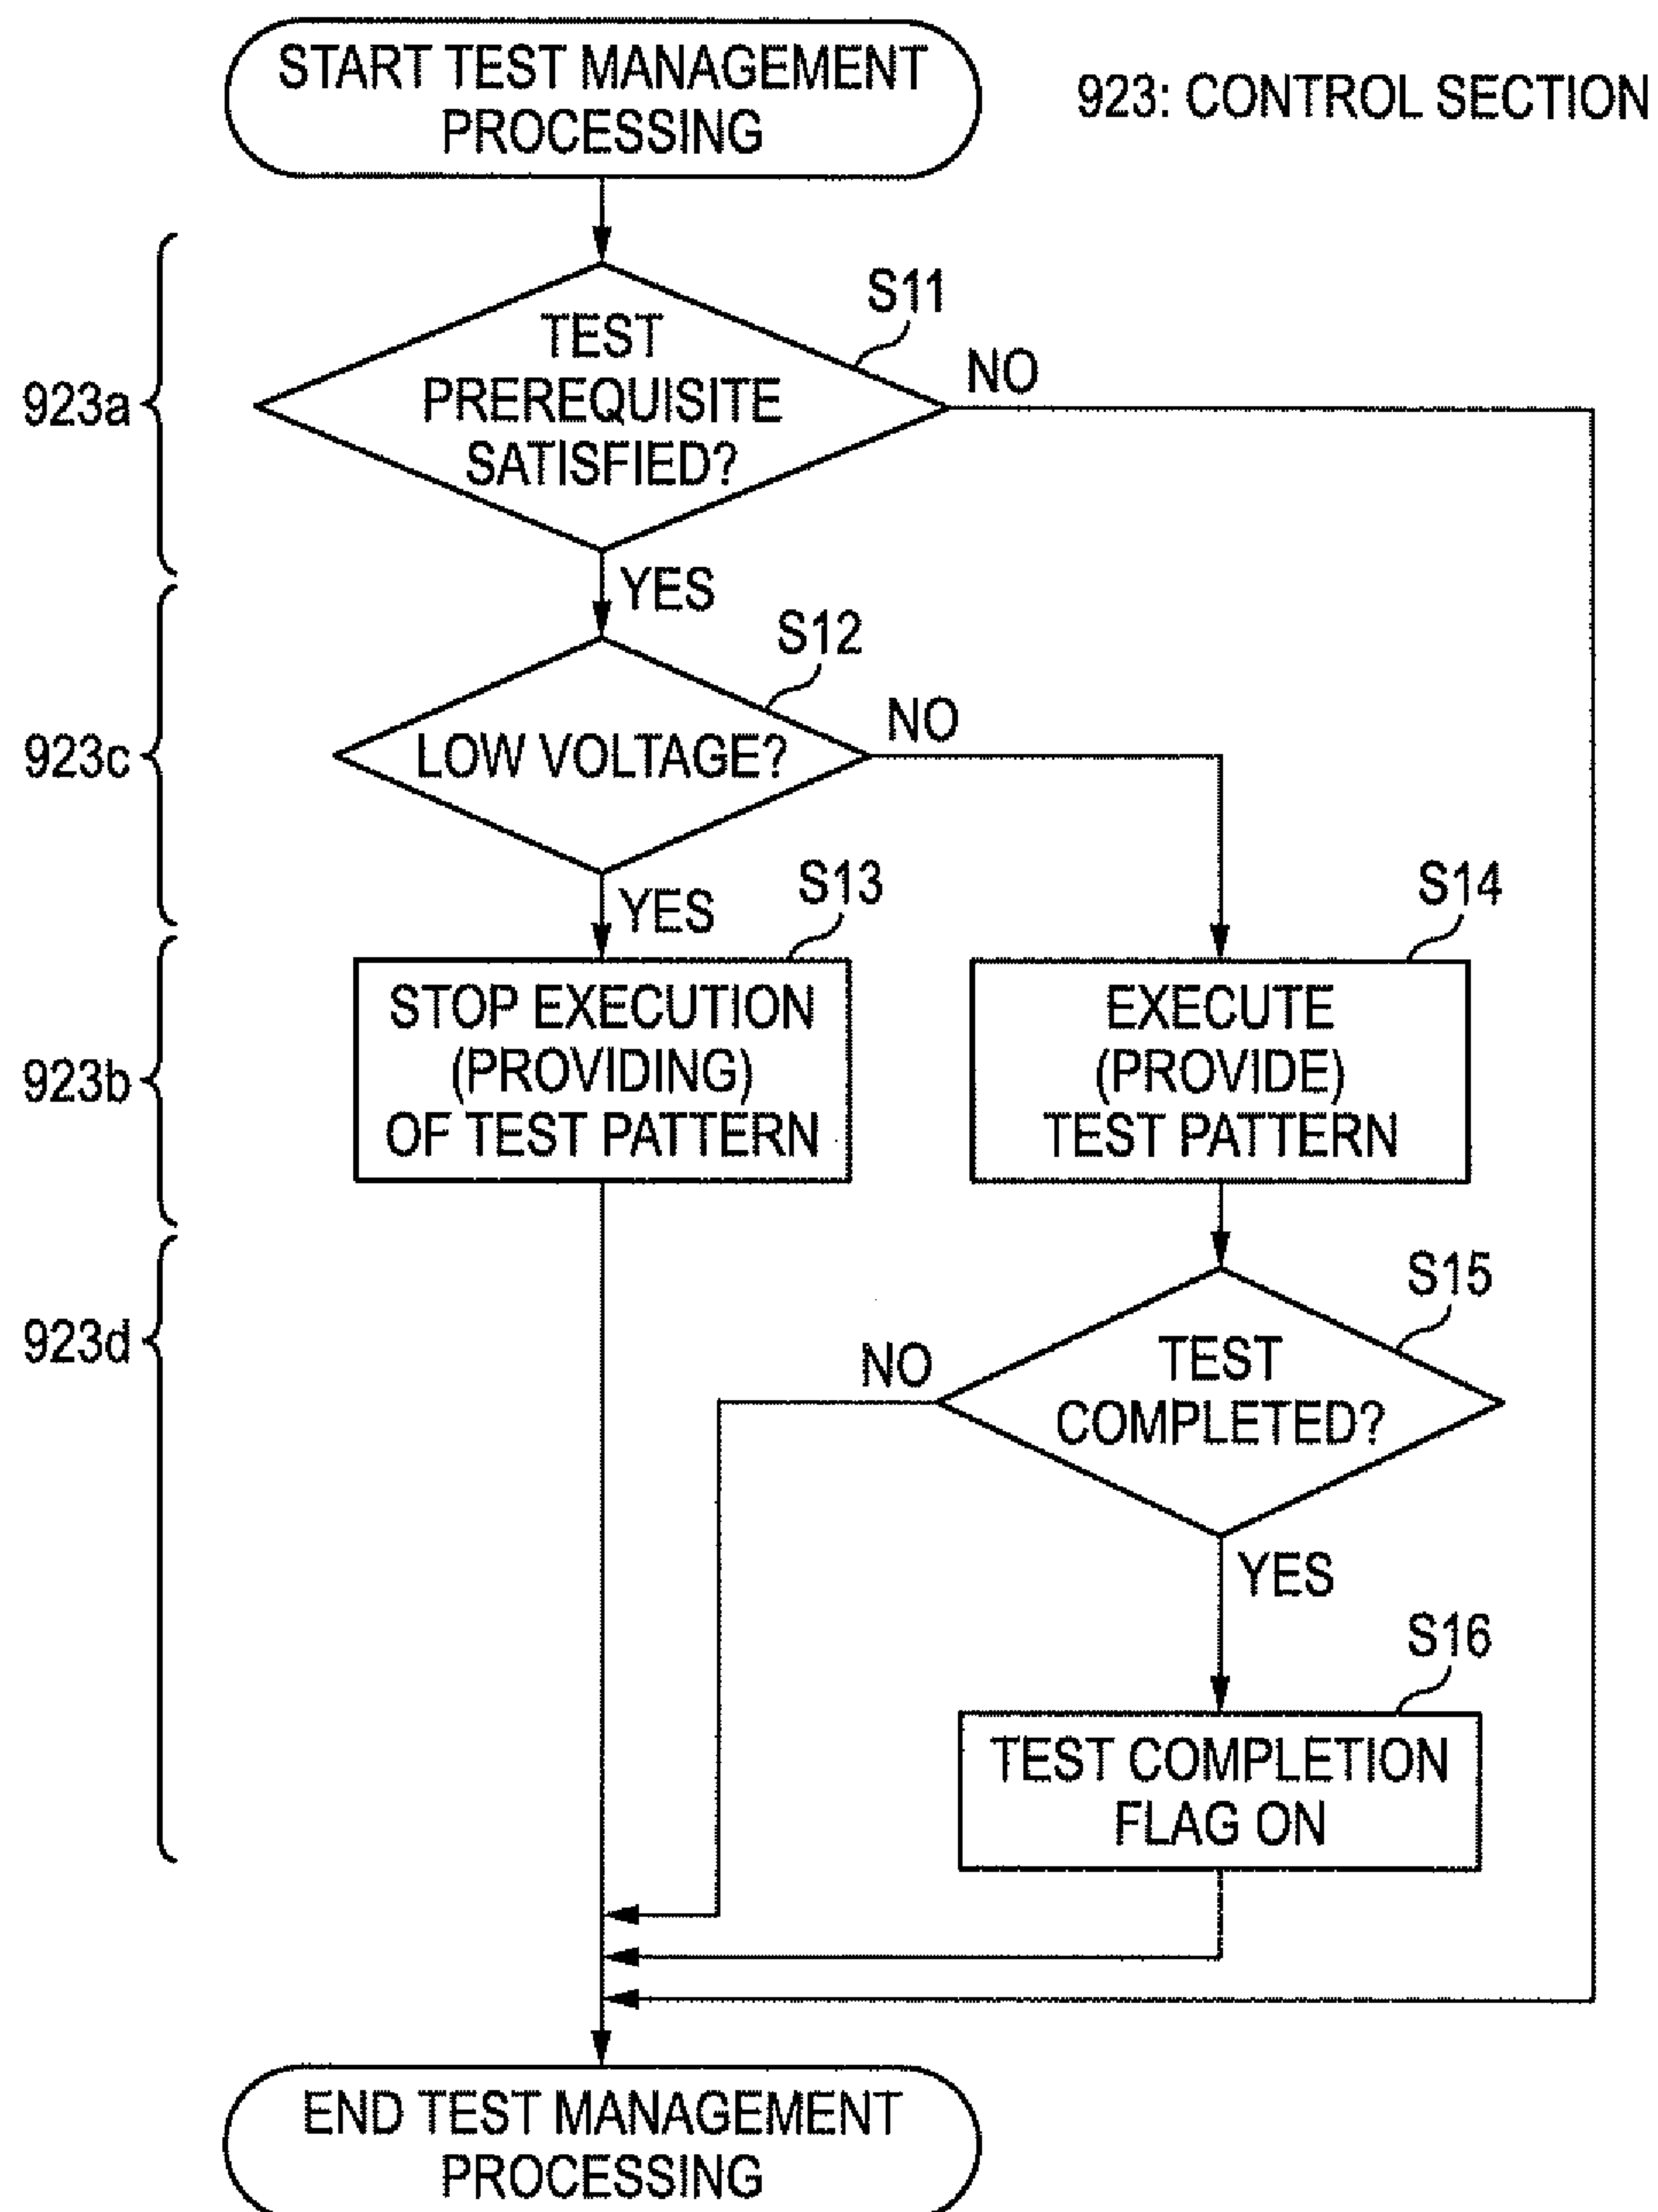 START TEST MANAGEMENT
PROCESSING
923: CONTROL SECTION
923a
S11
TEST
PREREQUISITE
SATISFIED?
NO
YES
923c
S12
LOW VOLTAGE?
NO
YES
923b
S13
STOP EXECUTION
(PROVIDING)
OF TEST PATTERN
S14
EXECUTE
(PROVIDE)
TEST PATTERN
923d
S15
TEST
COMPLETED?
NO
YES
S16
TEST COMPLETION
FLAG ON
END TEST MANAGEMENT
PROCESSING